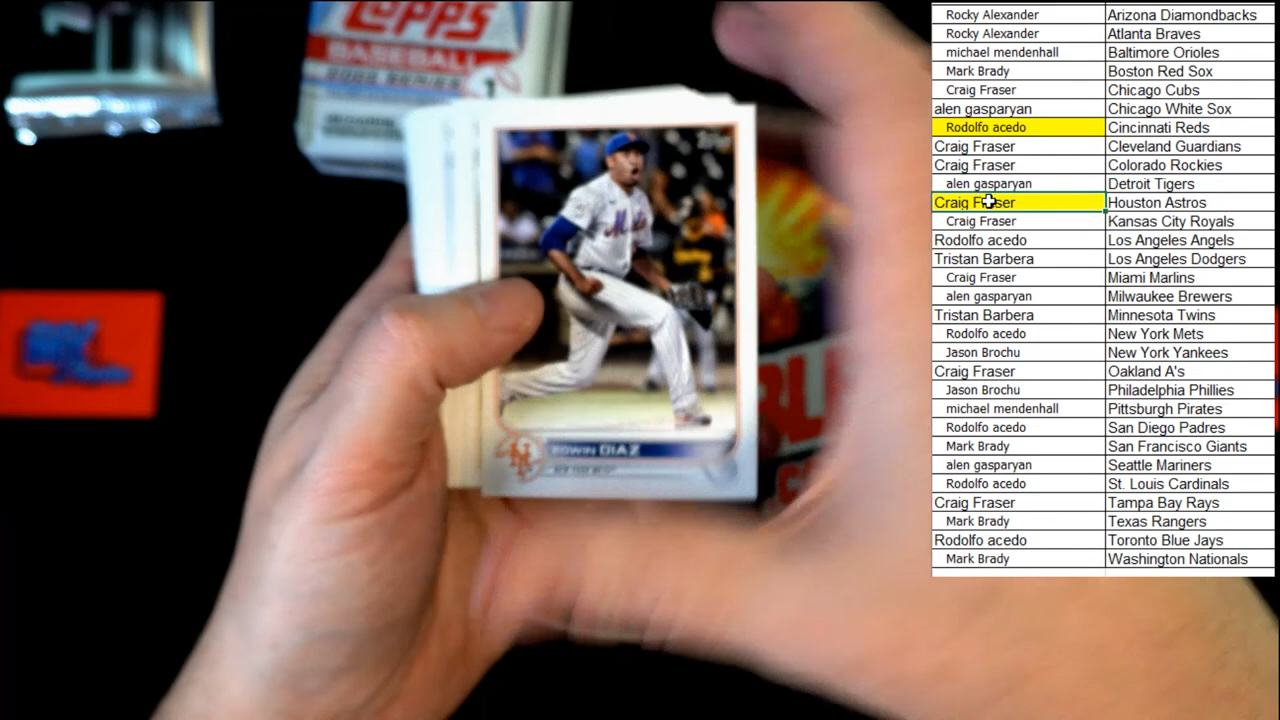 Topps
BASEBALL
2022 SERIES
1
Mets
EDWIN DIAZ
NEW YORK METS
Rocky Alexander Arizona Diamondbacks
Rocky Alexander Atlanta Braves
michael mendenhall Baltimore Orioles
Mark Brady Boston Red Sox
Craig Fraser Chicago Cubs
alen gasparyan Chicago White Sox
Rodolfo acedo Cincinnati Reds
Craig Fraser Cleveland Guardians
Craig Fraser Colorado Rockies
alen gasparyan Detroit Tigers
Craig Fraser Houston Astros
Craig Fraser Kansas City Royals
Rodolfo acedo Los Angeles Angels
Tristan Barbera Los Angeles Dodgers
Craig Fraser Miami Marlins
alen gasparyan Milwaukee Brewers
Tristan Barbera Minnesota Twins
Rodolfo acedo New York Mets
Jason Brochu New York Yankees
Craig Fraser Oakland A's
Jason Brochu Philadelphia Phillies
michael mendenhall Pittsburgh Pirates
Rodolfo acedo San Diego Padres
Mark Brady San Francisco Giants
alen gasparyan Seattle Mariners
Rodolfo acedo St. Louis Cardinals
Craig Fraser Tampa Bay Rays
Mark Brady Texas Rangers
Rodolfo acedo Toronto Blue Jays
Mark Brady Washington Nationals